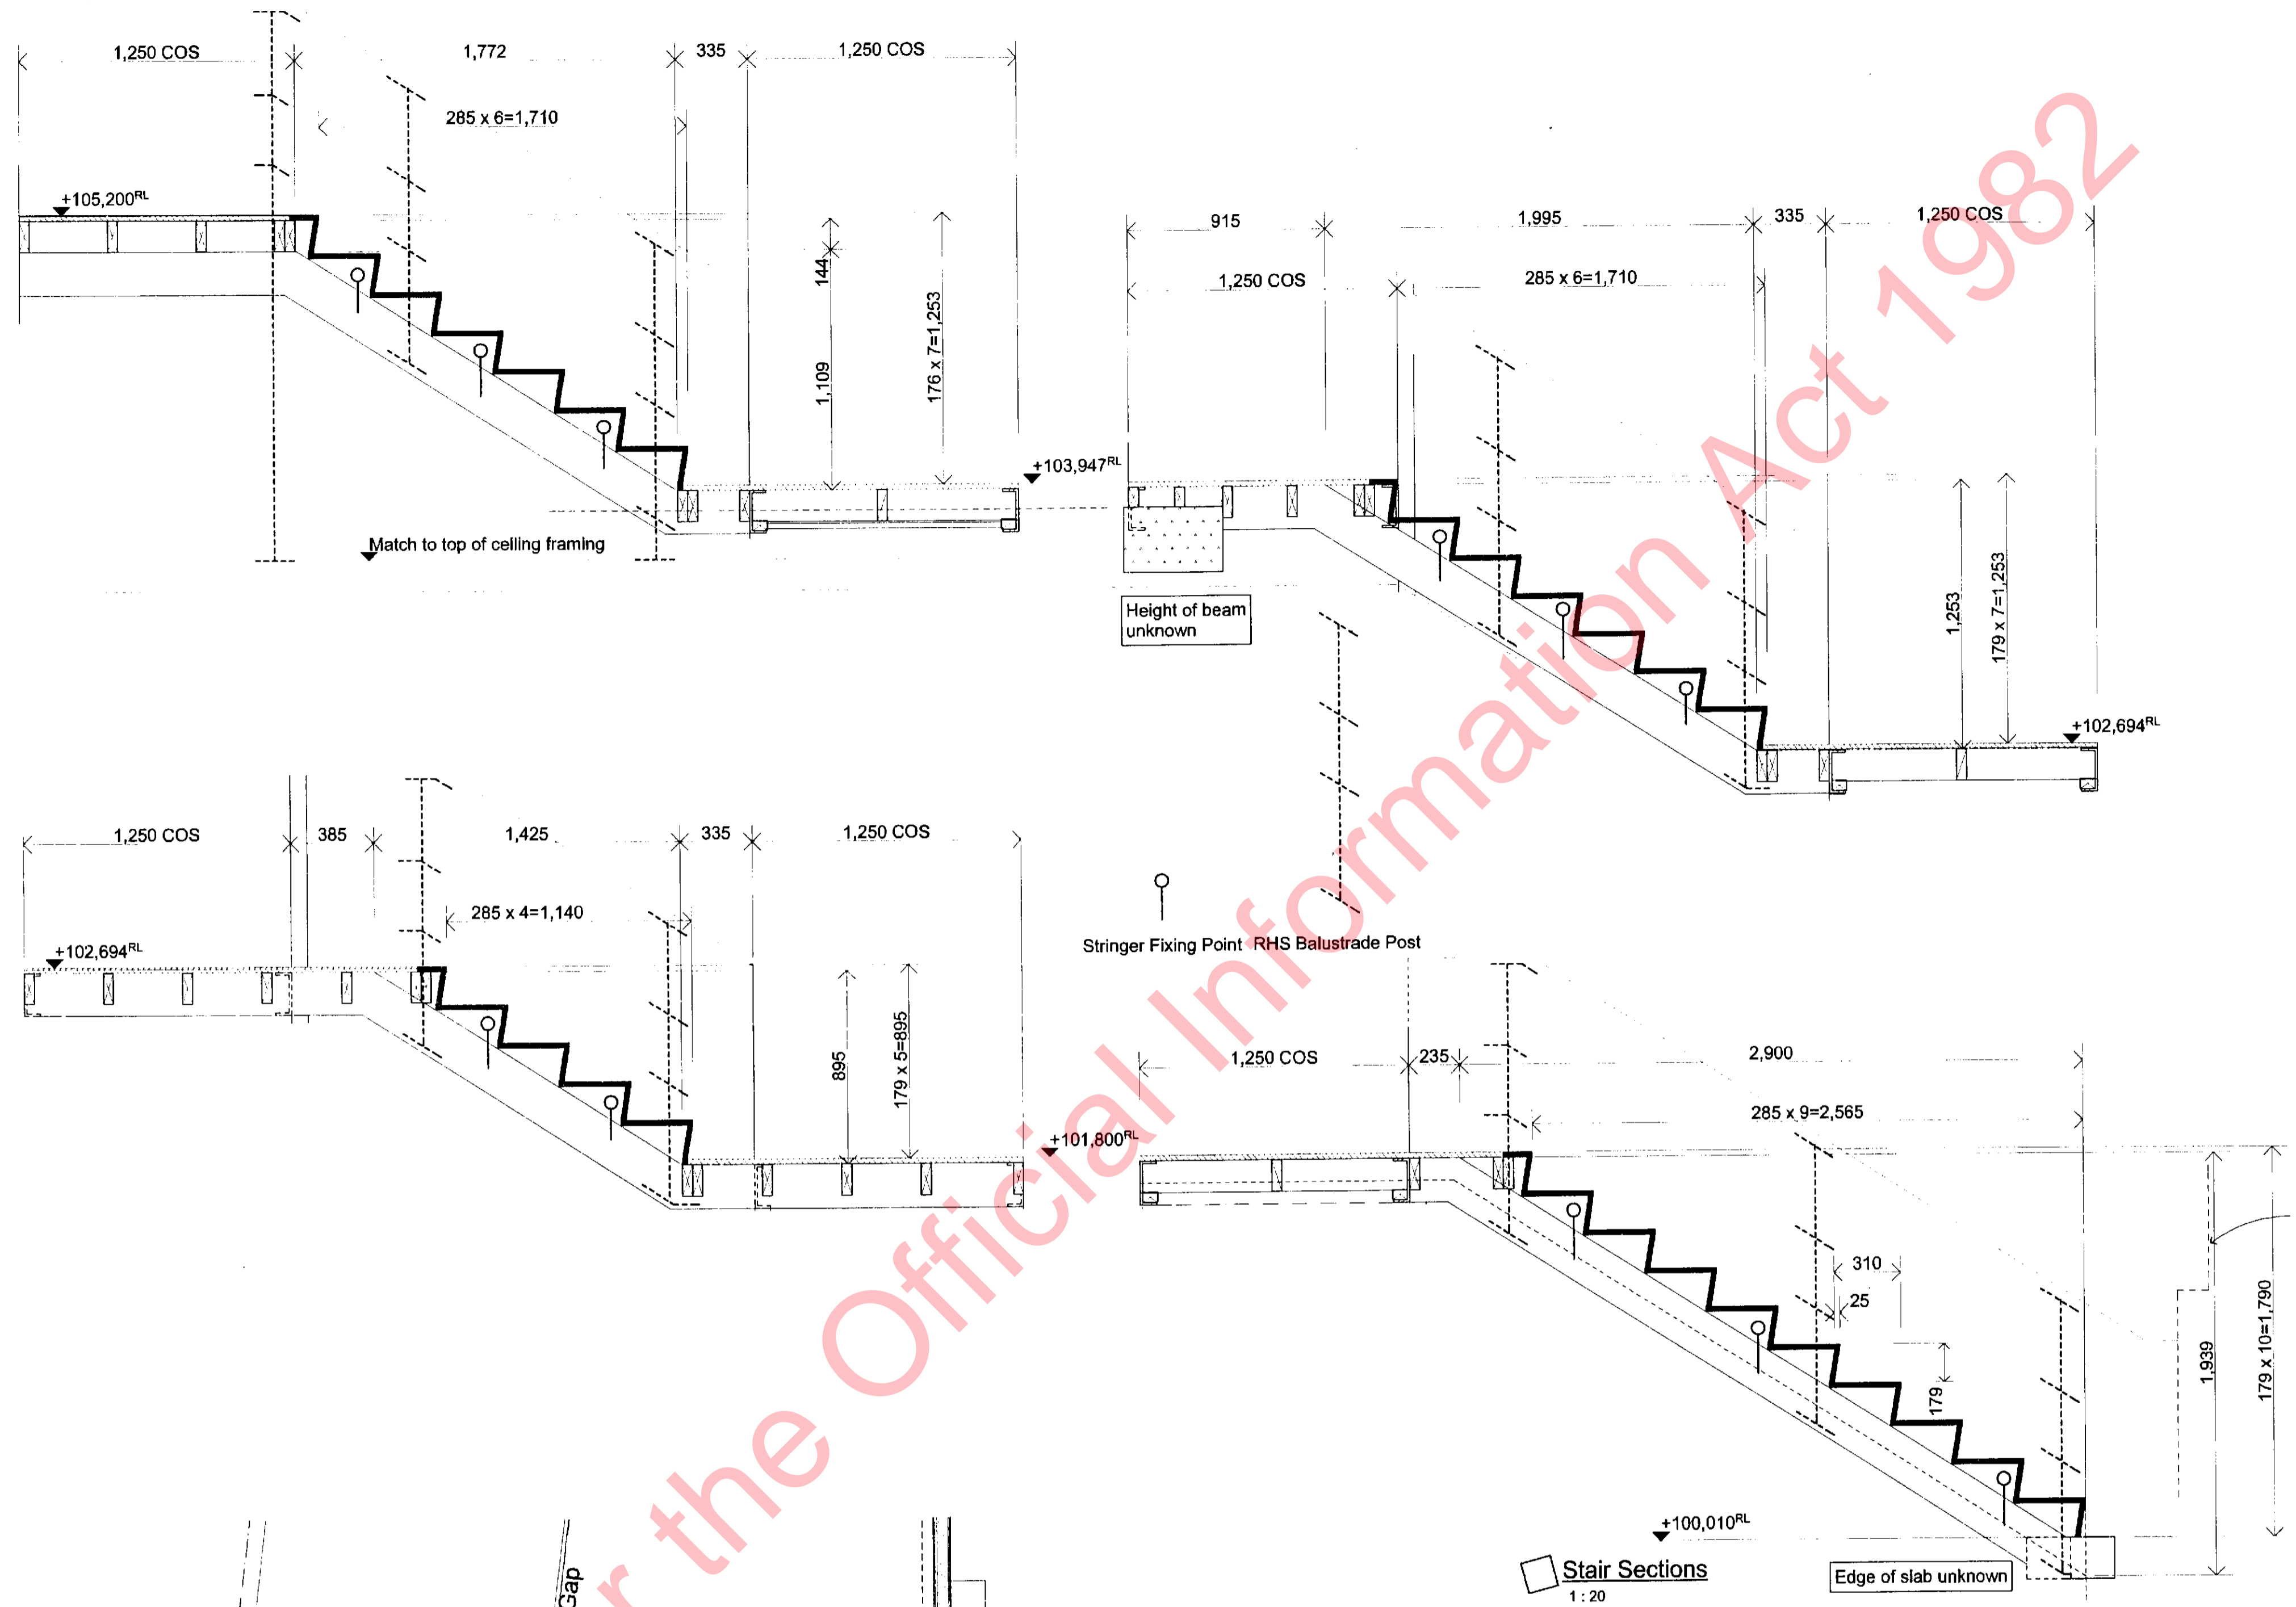 1,250 COS
1,772
335
1,250 COS
285 x 6=1,710
+105,200RL
144
1,109
176 x 7=1,253
+103,947RL
Match to top of ceiling framing
915
1,995
335
1,250 COS
1,250 COS
285 x 6=1,710
1,253
179 x 7=1,253
+102,694RL
Height of beam
unknown
1,250 COS
385
1,425
335
1,250 COS
285 x 4=1,140
+102,694RL
895
179 x 5=895
+101,800RL
Stringer Fixing Point
RHS Balustrade Post
1,250 COS
235
2,900
285 x 9=2,565
310
25
179
1,939
179 x 10=1,790
+100,010RL
Stair Sections
1 : 20
Edge of slab unknown
Gap
r the Official Information Act 1982